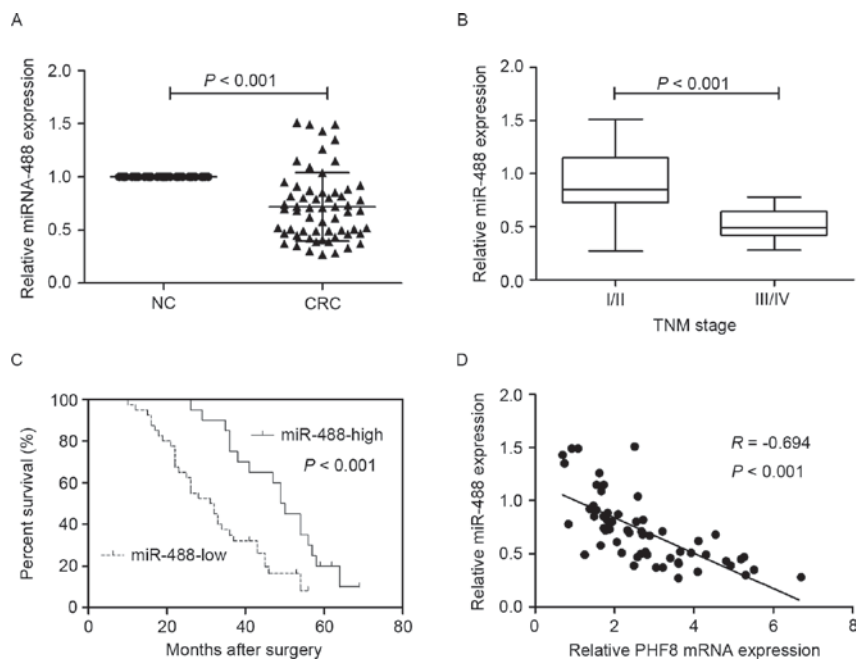 A
Relative miRNA-488 expression
2.0
1.5
1.0
0.5
0.0
P < 0.001
NC
CRC
B
Relative miR-488 expression
2.0
1.5
1.0
0.5
0.0
P < 0.001
I/II
III/IV
TNM stage
C
Percent survival (%)
100
80
60
40
20
0
miR-488-high
P < 0.001
miR-488-low
0
20
40
60
80
Months after surgery
D
Relative miR-488 expression
2.0
1.5
1.0
0.5
0.0
R = -0.694
P < 0.001
0
2
4
6
8
Relative PHF8 mRNA expression